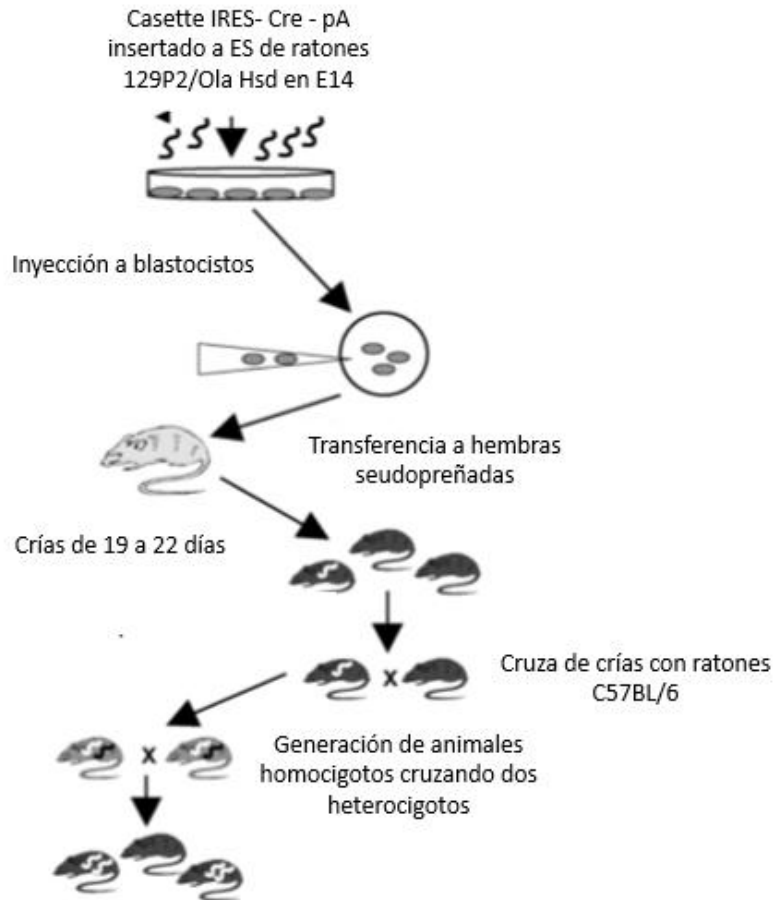 Casette IRES- Cre - pA
insertado a ES de ratones
129P2/Ola Hsd en E14
Inyección a blastocistos
Transferencia a hembras
seudopreñadas
Crías de 19 a 22 días
X
Cruza de crías con ratones
C57BL/6
X
Generación de animales
homocigotos cruzando dos
heterocigotos